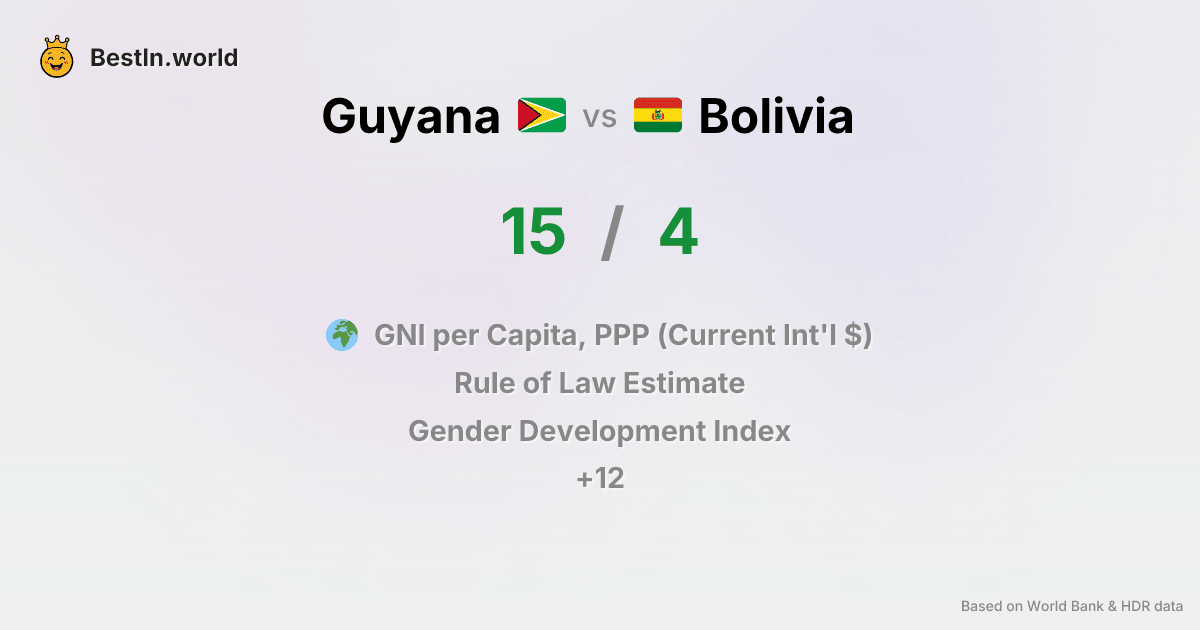 BestIn.world
Guyana vs Bolivia
15 / 4
GNI per Capita, PPP (Current Int'l $)
Rule of Law Estimate
Gender Development Index
+12
Based on World Bank & HDR data